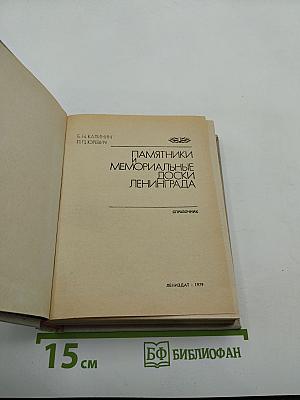 Б.Н.КАЛИНИН
П.П.ЮРЕВИЧ
ПАМЯТНИКИ
И
МЕМОРИАЛЬНЫЕ
ДОСКИ
ЛЕНИНГРАДА
СПРАВОЧНИК
ЛЕНИЗДАТ · 1979
15 см
БФ БИБЛИОФАН